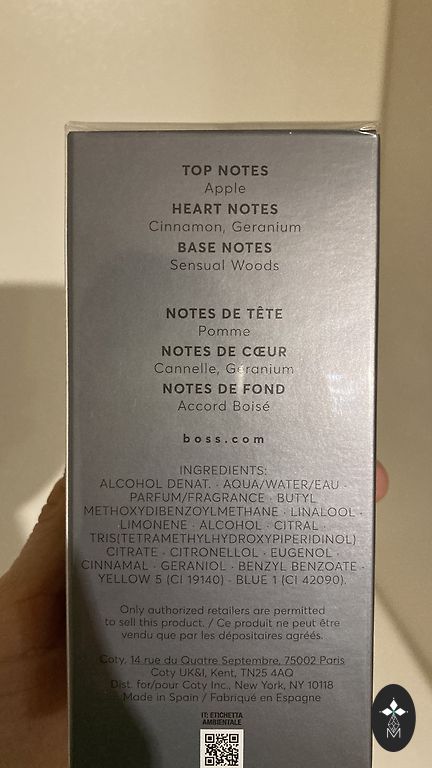 TOP NOTES
Apple
HEART NOTES
Cinnamon, Geranium
BASE NOTES
Sensual Woods
NOTES DE TÊTE
Pomme
NOTES DE CŒUR
Cannelle, Geranium
NOTES DE FOND
Accord Boisé
boss.com
INGREDIENTS:
ALCOHOL DENAT. · AQUA/WATER/EAU ·
PARFUM/FRAGRANCE · BUTYL
METHOXYDIBENZOYLMETHANE · LINALOOL ·
LIMONENE · ALCOHOL · CITRAL ·
TRIS(TETRAMETHYLHYDROXYPIPERIDINOL)
CITRATE · CITRONELLOL · EUGENOL ·
CINNAMAL · GERANIOL · BENZYL BENZOATE ·
YELLOW 5 (CI 19140) · BLUE 1 (CI 42090).
Only authorized retailers are permitted
to sell this product. / Ce produit ne peut être
vendu que par les dépositaires agréés.
Coty, 14 rue du Quatre Septembre, 75002 Paris
Coty UK&I, Kent, TN25 4AQ
Dist. for/pour Coty Inc., New York, NY 10118
Made in Spain / Fabriqué en Espagne
IT: ETICHETTA
AMBIENTALE
M